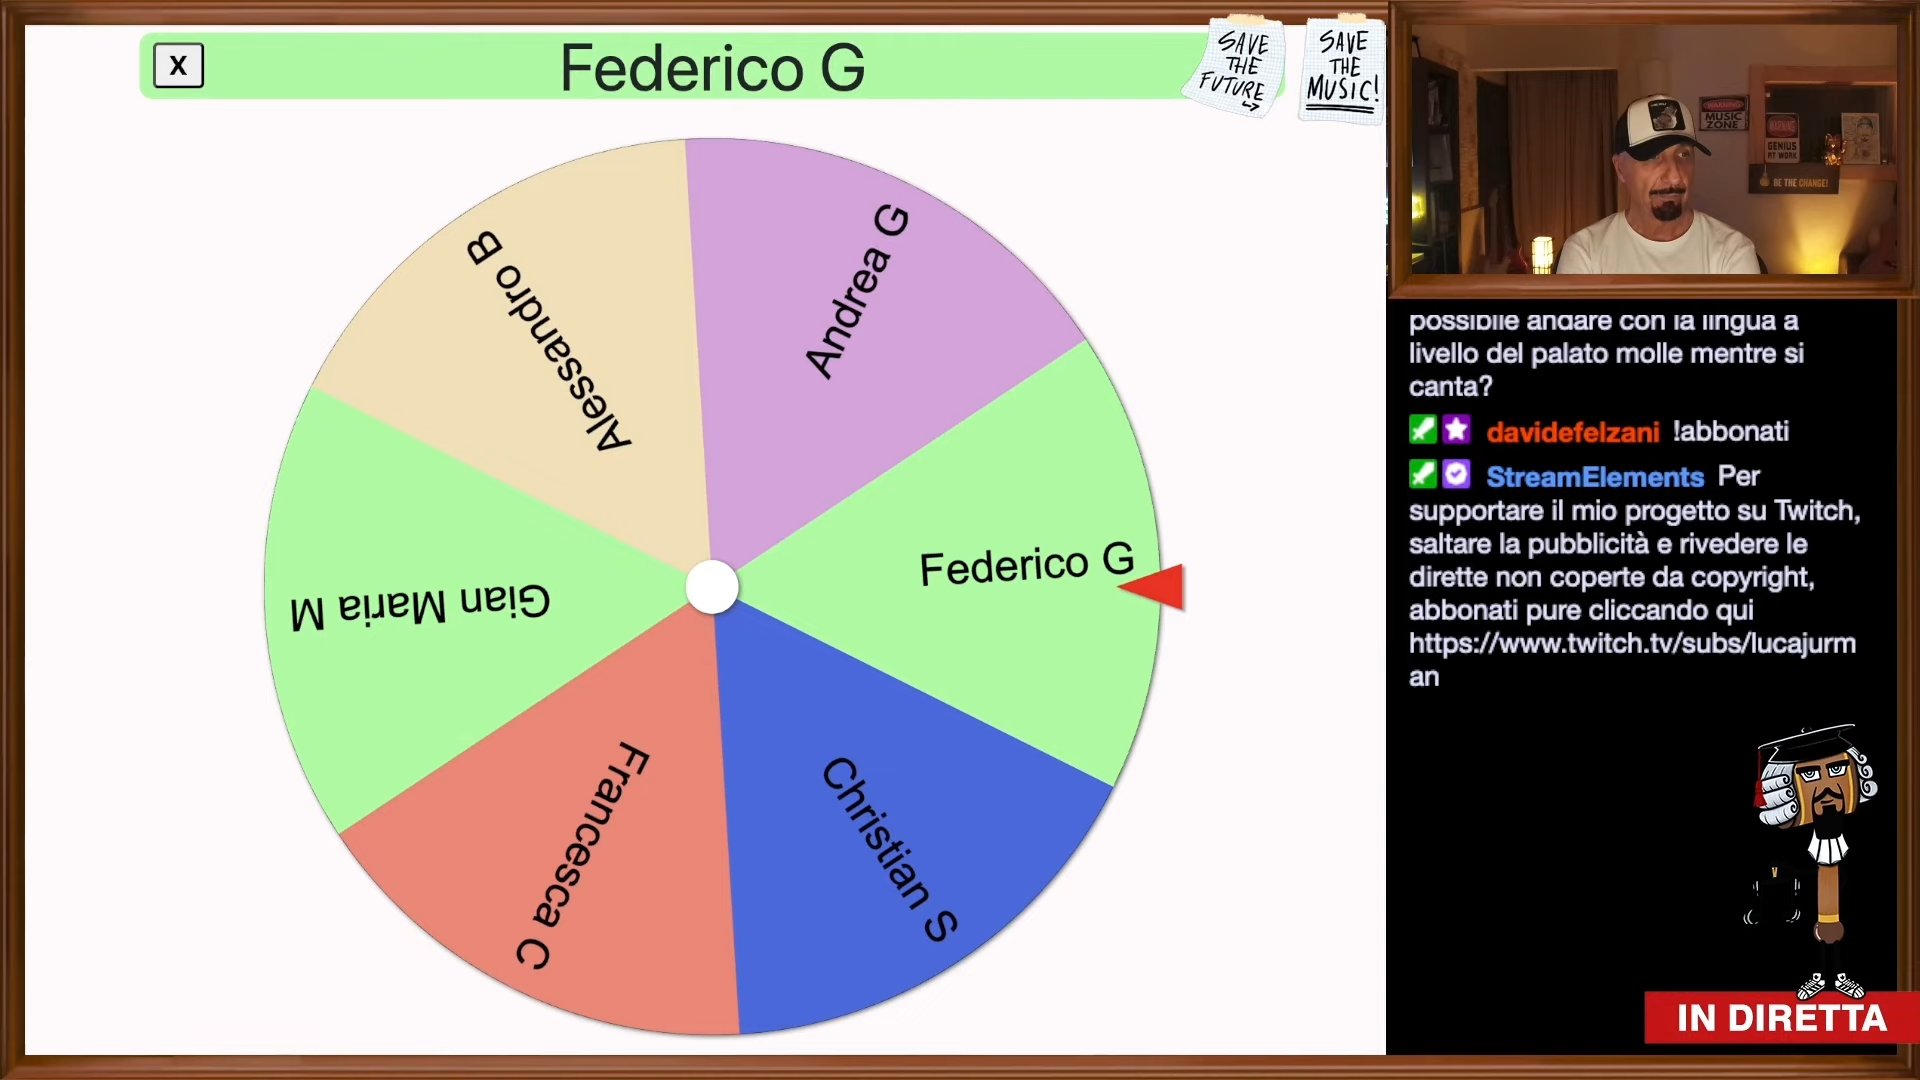 X
Federico G
SAVE
THE
FUTURE
SAVE
THE
MUSIC!
Andrea G
Alessandro B
Federico G
Gian Maria M
Christian S
Francesca C
WARNING
MUSIC
ZONE
WARNING
GENIUS
AT WORK
BE THE CHANGE!
possibile andare con la lingua a
livello del palato molle mentre si
canta?
davidefelzani !abbonati
StreamElements Per
supportare il mio progetto su Twitch,
saltare la pubblicità e rivedere le
dirette non coperte da copyright,
abbonati pure cliccando qui
https://www.twitch.tv/subs/lucajurm
an
IN DIRETTA